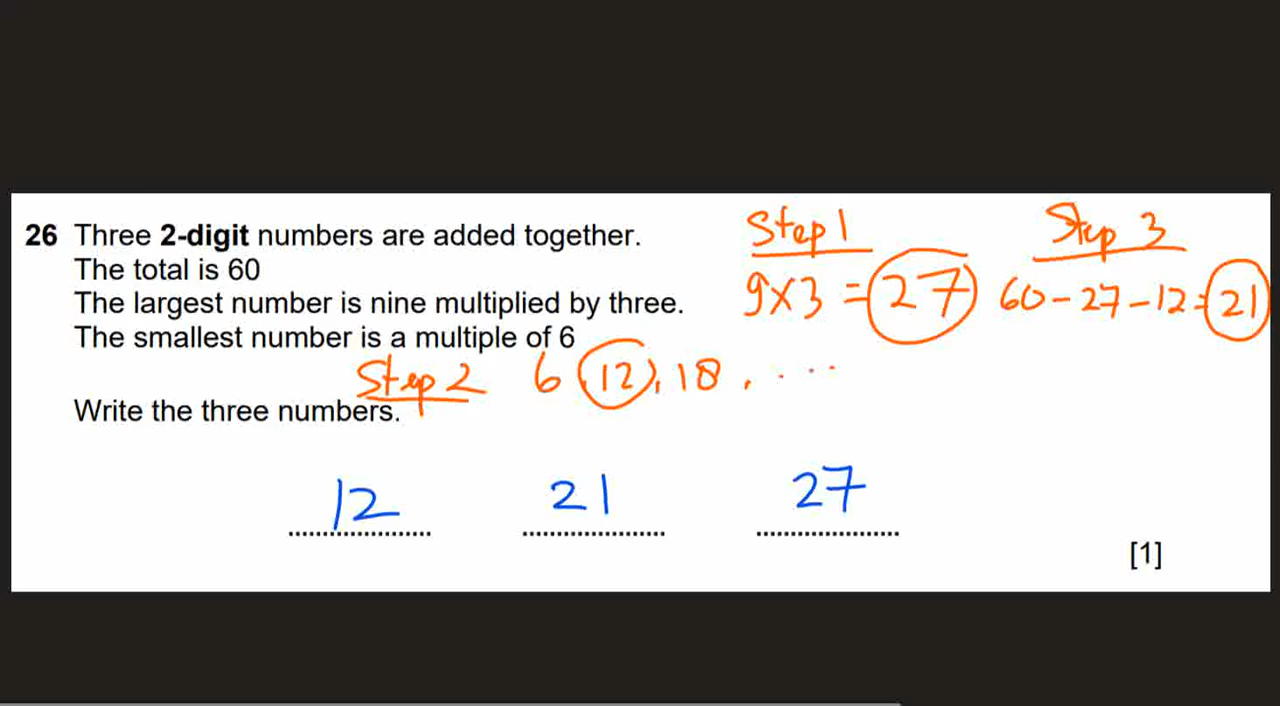 26 Three 2-digit numbers are added together.
The total is 60
The largest number is nine multiplied by three.
The smallest number is a multiple of 6
Write the three numbers.
Step 1
9 × 3 = 27
Step 2 6, 12, 18, ....
Step 3
60 - 27 - 12 = 21
12 21 27
[1]